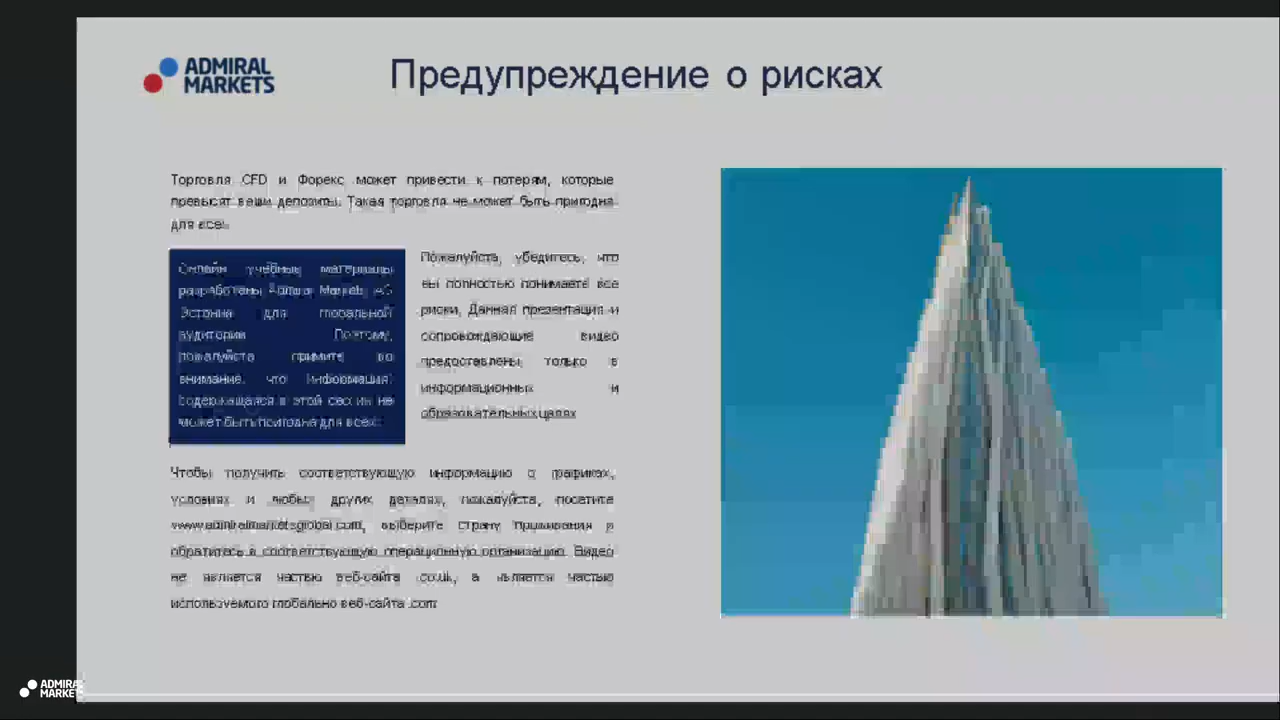 ADMIRAL
MARKETS
Предупреждение о рисках
Торговля CFD и Форекс может привести к потерям, которые
превысят ваши депозиты. Такая торговля не может быть пригодна
для всех.
Онлайн учебные материалы
разработаны Markets AS
Эстония для глобальной
аудитории Поэтому,
пожалуйста примите во
внимание, что информация,
содержащаяся в этой сессии не
может быть пригодна для всех.
Пожалуйста, убедитесь, что
вы полностью понимаете все
риски. Данная презентация и
сопровождающие видео
предоставлены только в
информационных и
образовательных целях
Чтобы получить соответствующую информацию о графиках,
условиях и любых других деталях, пожалуйста, посетите
www.admiralmarketsglobal.com, выберите страну проживания и
обратитесь в соответствующую операционную организацию. Видео
не является частью веб-сайта .co.uk, а является частью
используемого глобально веб-сайта .com
ADMIRAL
MARKETS